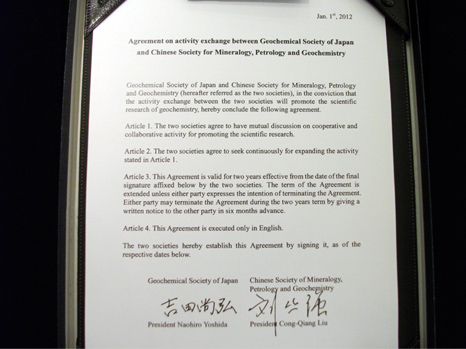 Jan. 1st, 2012
Agreement on activity exchange between Geochemical Society of Japan
and Chinese Society for Mineralogy, Petrology and Geochemistry
Geochemical Society of Japan and Chinese Society for Mineralogy, Petrology
and Geochemistry (hereafter referred as the two societies), in the conviction that
the activity exchange between the two societies will promote the scientific
research of geochemistry, hereby conclude the following agreement.
Article 1. The two societies agree to have mutual discussion on cooperative and
collaborative activity for promoting the scientific research.
Article 2. The two societies agree to seek continuously for expanding the activity
stated in Article 1.
Article 3. This Agreement is valid for two years effective from the date of the final
signature affixed below by the two societies. The term of the Agreement is
extended unless either party expresses the intention of terminating the Agreement.
Either party may terminate the Agreement during the two years term by giving a
written notice to the other party in six months advance.
Article 4. This Agreement is executed only in English.
The two societies hereby establish this Agreement by signing it, as of the
respective dates below.
Geochemical Society of Japan
Chinese Society of Mineralogy,
Petrology and Geochemistry
吉田尚弘
刘丛强
President Naohiro Yoshida
President Cong-Qiang Liu